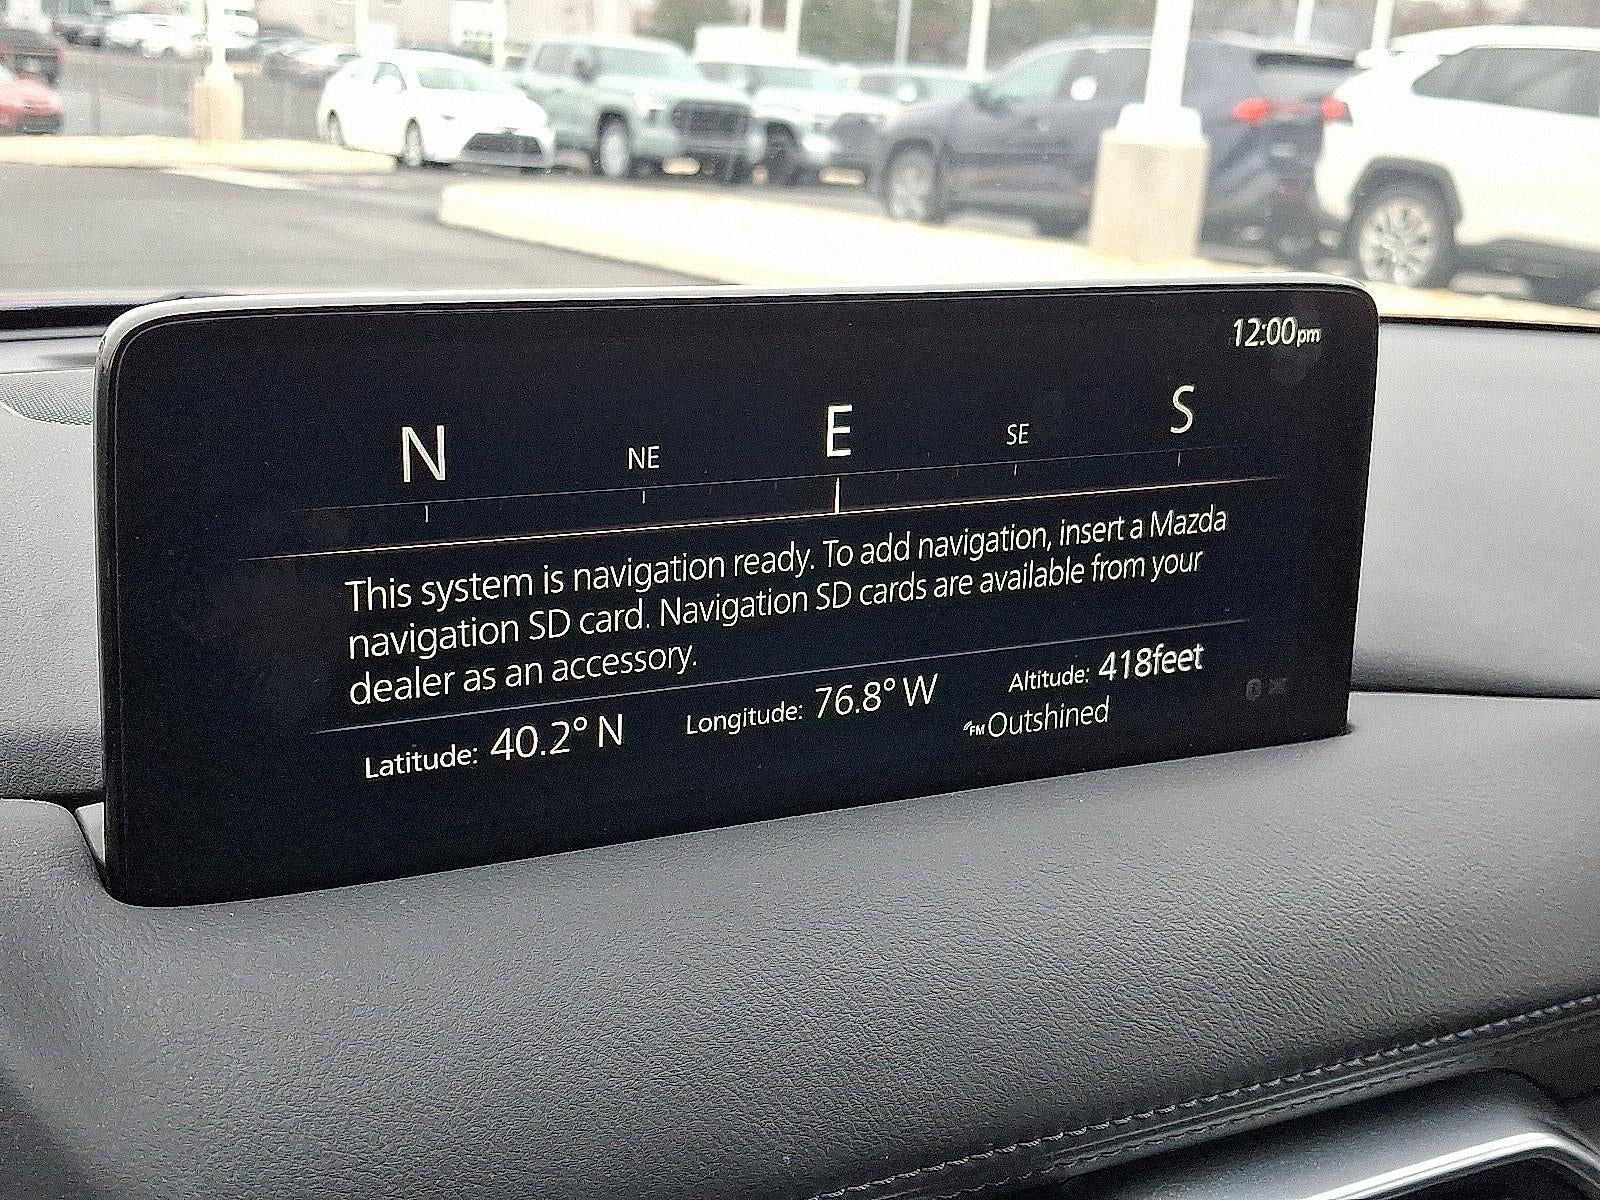 12:00pm
N NE E SE S
This system is navigation ready. To add navigation, insert a Mazda
navigation SD card. Navigation SD cards are available from your
dealer as an accessory.
Latitude: 40.2° N Longitude: 76.8° W Altitude: 418feet
FM Outshined